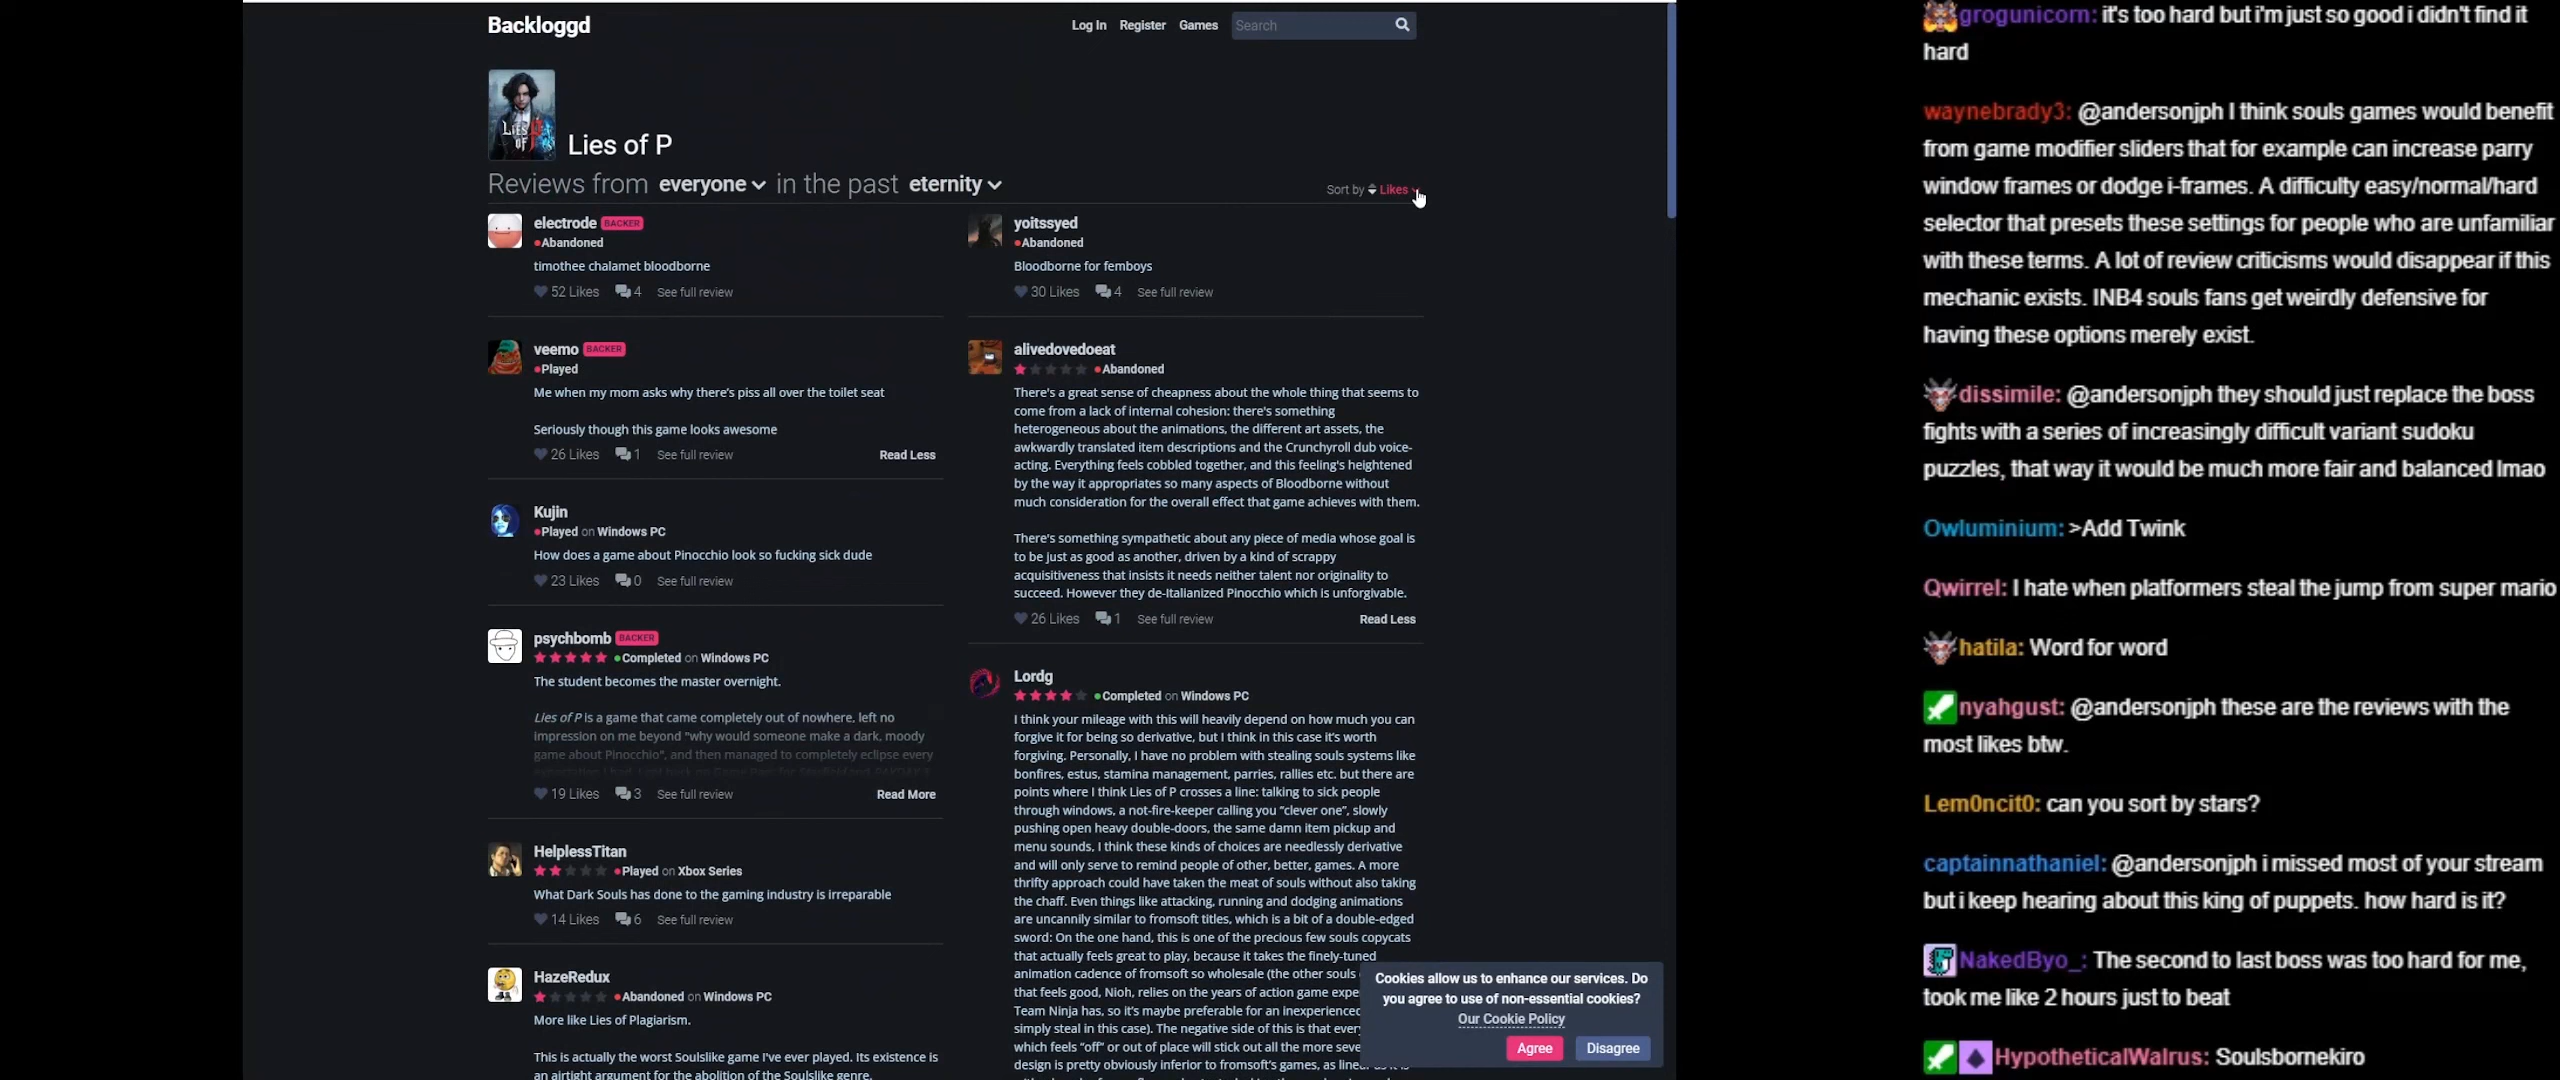 Backloggd
Log In Register Games Search
LIES OF P
Lies of P
Reviews from everyone in the past eternity
Sort by Likes
electrode BACKER
Abandoned
timothee chalamet bloodborne
52 Likes 4 See full review
veemo BACKER
Played
Me when my mom asks why there's piss all over the toilet seat
Seriously though this game looks awesome
26 Likes 1 See full review Read Less
Kujin
Played on Windows PC
How does a game about Pinocchio look so fucking sick dude
23 Likes 0 See full review
psychbomb BACKER
Completed on Windows PC
The student becomes the master overnight.
Lies of P is a game that came completely out of nowhere, left no
impression on me beyond "why would someone make a dark, moody
game about Pinocchio", and then managed to completely eclipse every
19 Likes 3 See full review Read More
HelplessTitan
Played on Xbox Series
What Dark Souls has done to the gaming industry is irreparable
14 Likes 6 See full review
HazeRedux
Abandoned on Windows PC
More like Lies of Plagiarism.
This is actually the worst Soulslike game I've ever played. Its existence is
an airtight argument for the abolition of the Soulslike genre.
yoitssyed
Abandoned
Bloodborne for femboys
30 Likes 4 See full review
alivedovedoeat
Abandoned
There's a great sense of cheapness about the whole thing that seems to
come from a lack of internal cohesion: there's something
heterogeneous about the animations, the different art assets, the
awkwardly translated item descriptions and the Crunchyroll dub voice-
acting. Everything feels cobbled together, and this feeling's heightened
by the way it appropriates so many aspects of Bloodborne without
much consideration for the overall effect that game achieves with them.
There's something sympathetic about any piece of media whose goal is
to be just as good as another, driven by a kind of scrappy
acquisitiveness that insists it needs neither talent nor originality to
succeed. However they de-Italianized Pinocchio which is unforgivable.
26 Likes 1 See full review Read Less
Lordg
Completed on Windows PC
I think your mileage with this will heavily depend on how much you can
forgive it for being so derivative, but I think in this case it's worth
forgiving. Personally, I have no problem with stealing souls systems like
bonfires, estus, stamina management, parries, rallies etc. but there are
points where I think Lies of P crosses a line: talking to sick people
through windows, a not-fire-keeper calling you "clever one", slowly
pushing open heavy double-doors, the same damn item pickup and
menu sounds, I think these kinds of choices are needlessly derivative
and will only serve to remind people of other, better, games. A more
thrifty approach could have taken the meat of souls without also taking
the chaff. Even things like attacking, running and dodging animations
are uncannily similar to fromsoft titles, which is a bit of a double-edged
sword: On the one hand, this is one of the precious few souls copycats
that actually feels great to play, because it takes the finely-tuned
animation cadence of fromsoft so wholesale (the other souls
that feels good, Nioh, relies on the years of action game expe
Team Ninja has, so it's maybe preferable for an inexperienced
simply steal in this case). The negative side of this is that every
which feels "off" or out of place will stick out all the more seve
design is pretty obviously inferior to fromsoft's games, as linear as it is
Cookies allow us to enhance our services. Do
you agree to use of non-essential cookies?
Our Cookie Policy
Agree Disagree
grogunicorn: it's too hard but i'm just so good i didn't find it
hard
waynebrady3: @andersonjph I think souls games would benefit
from game modifier sliders that for example can increase parry
window frames or dodge i-frames. A difficulty easy/normal/hard
selector that presets these settings for people who are unfamiliar
with these terms. A lot of review criticisms would disappear if this
mechanic exists. INB4 souls fans get weirdly defensive for
having these options merely exist.
dissimile: @andersonjph they should just replace the boss
fights with a series of increasingly difficult variant sudoku
puzzles, that way it would be much more fair and balanced lmao
Owluminium: >Add Twink
Qwirrel: I hate when platformers steal the jump from super mario
hatila: Word for word
nyahgust: @andersonjph these are the reviews with the
most likes btw.
Lem0ncit0: can you sort by stars?
captainnathaniel: @andersonjph i missed most of your stream
but i keep hearing about this king of puppets. how hard is it?
NakedByo_: The second to last boss was too hard for me,
took me like 2 hours just to beat
HypotheticalWalrus: Soulsbornekiro